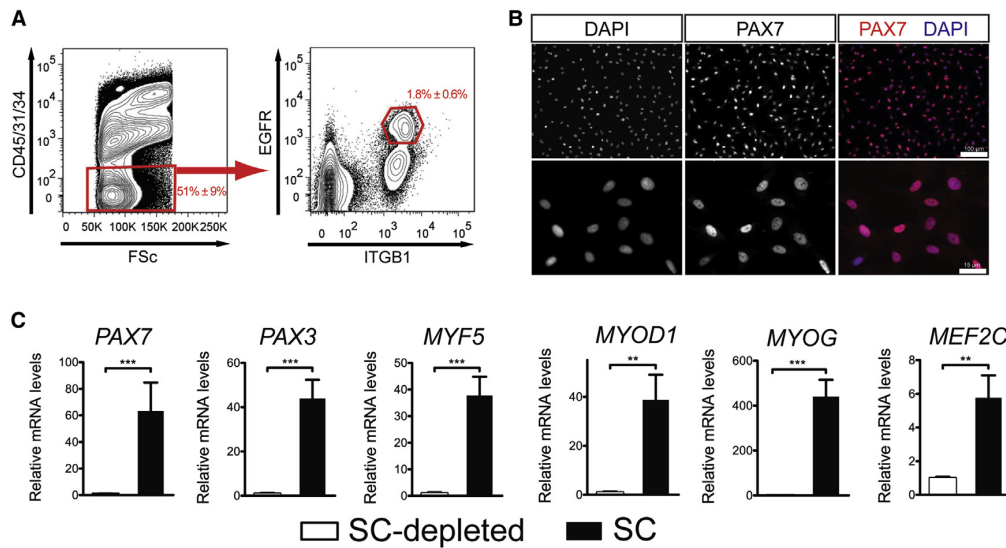 A
CD45/31/34
10^5
10^4
10^3
10^2
0
51% ± 9%
0 50K 100K 150K 200K 250K
FSc
EGFR
10^5
10^4
10^3
10^2
0
1.8% ± 0.6%
0 10^2 10^3 10^4 10^5
ITGB1
B
DAPI PAX7 PAX7 DAPI
100 µm
15 µm
C
PAX7
Relative mRNA levels
100
80
60
40
20
0
***
PAX3
Relative mRNA levels
60
40
20
0
***
MYF5
Relative mRNA levels
50
40
30
20
10
0
***
MYOD1
Relative mRNA levels
40
20
0
**
MYOG
Relative mRNA levels
600
400
200
0
***
MEF2C
Relative mRNA levels
8
6
4
2
0
**
SC-depleted SC